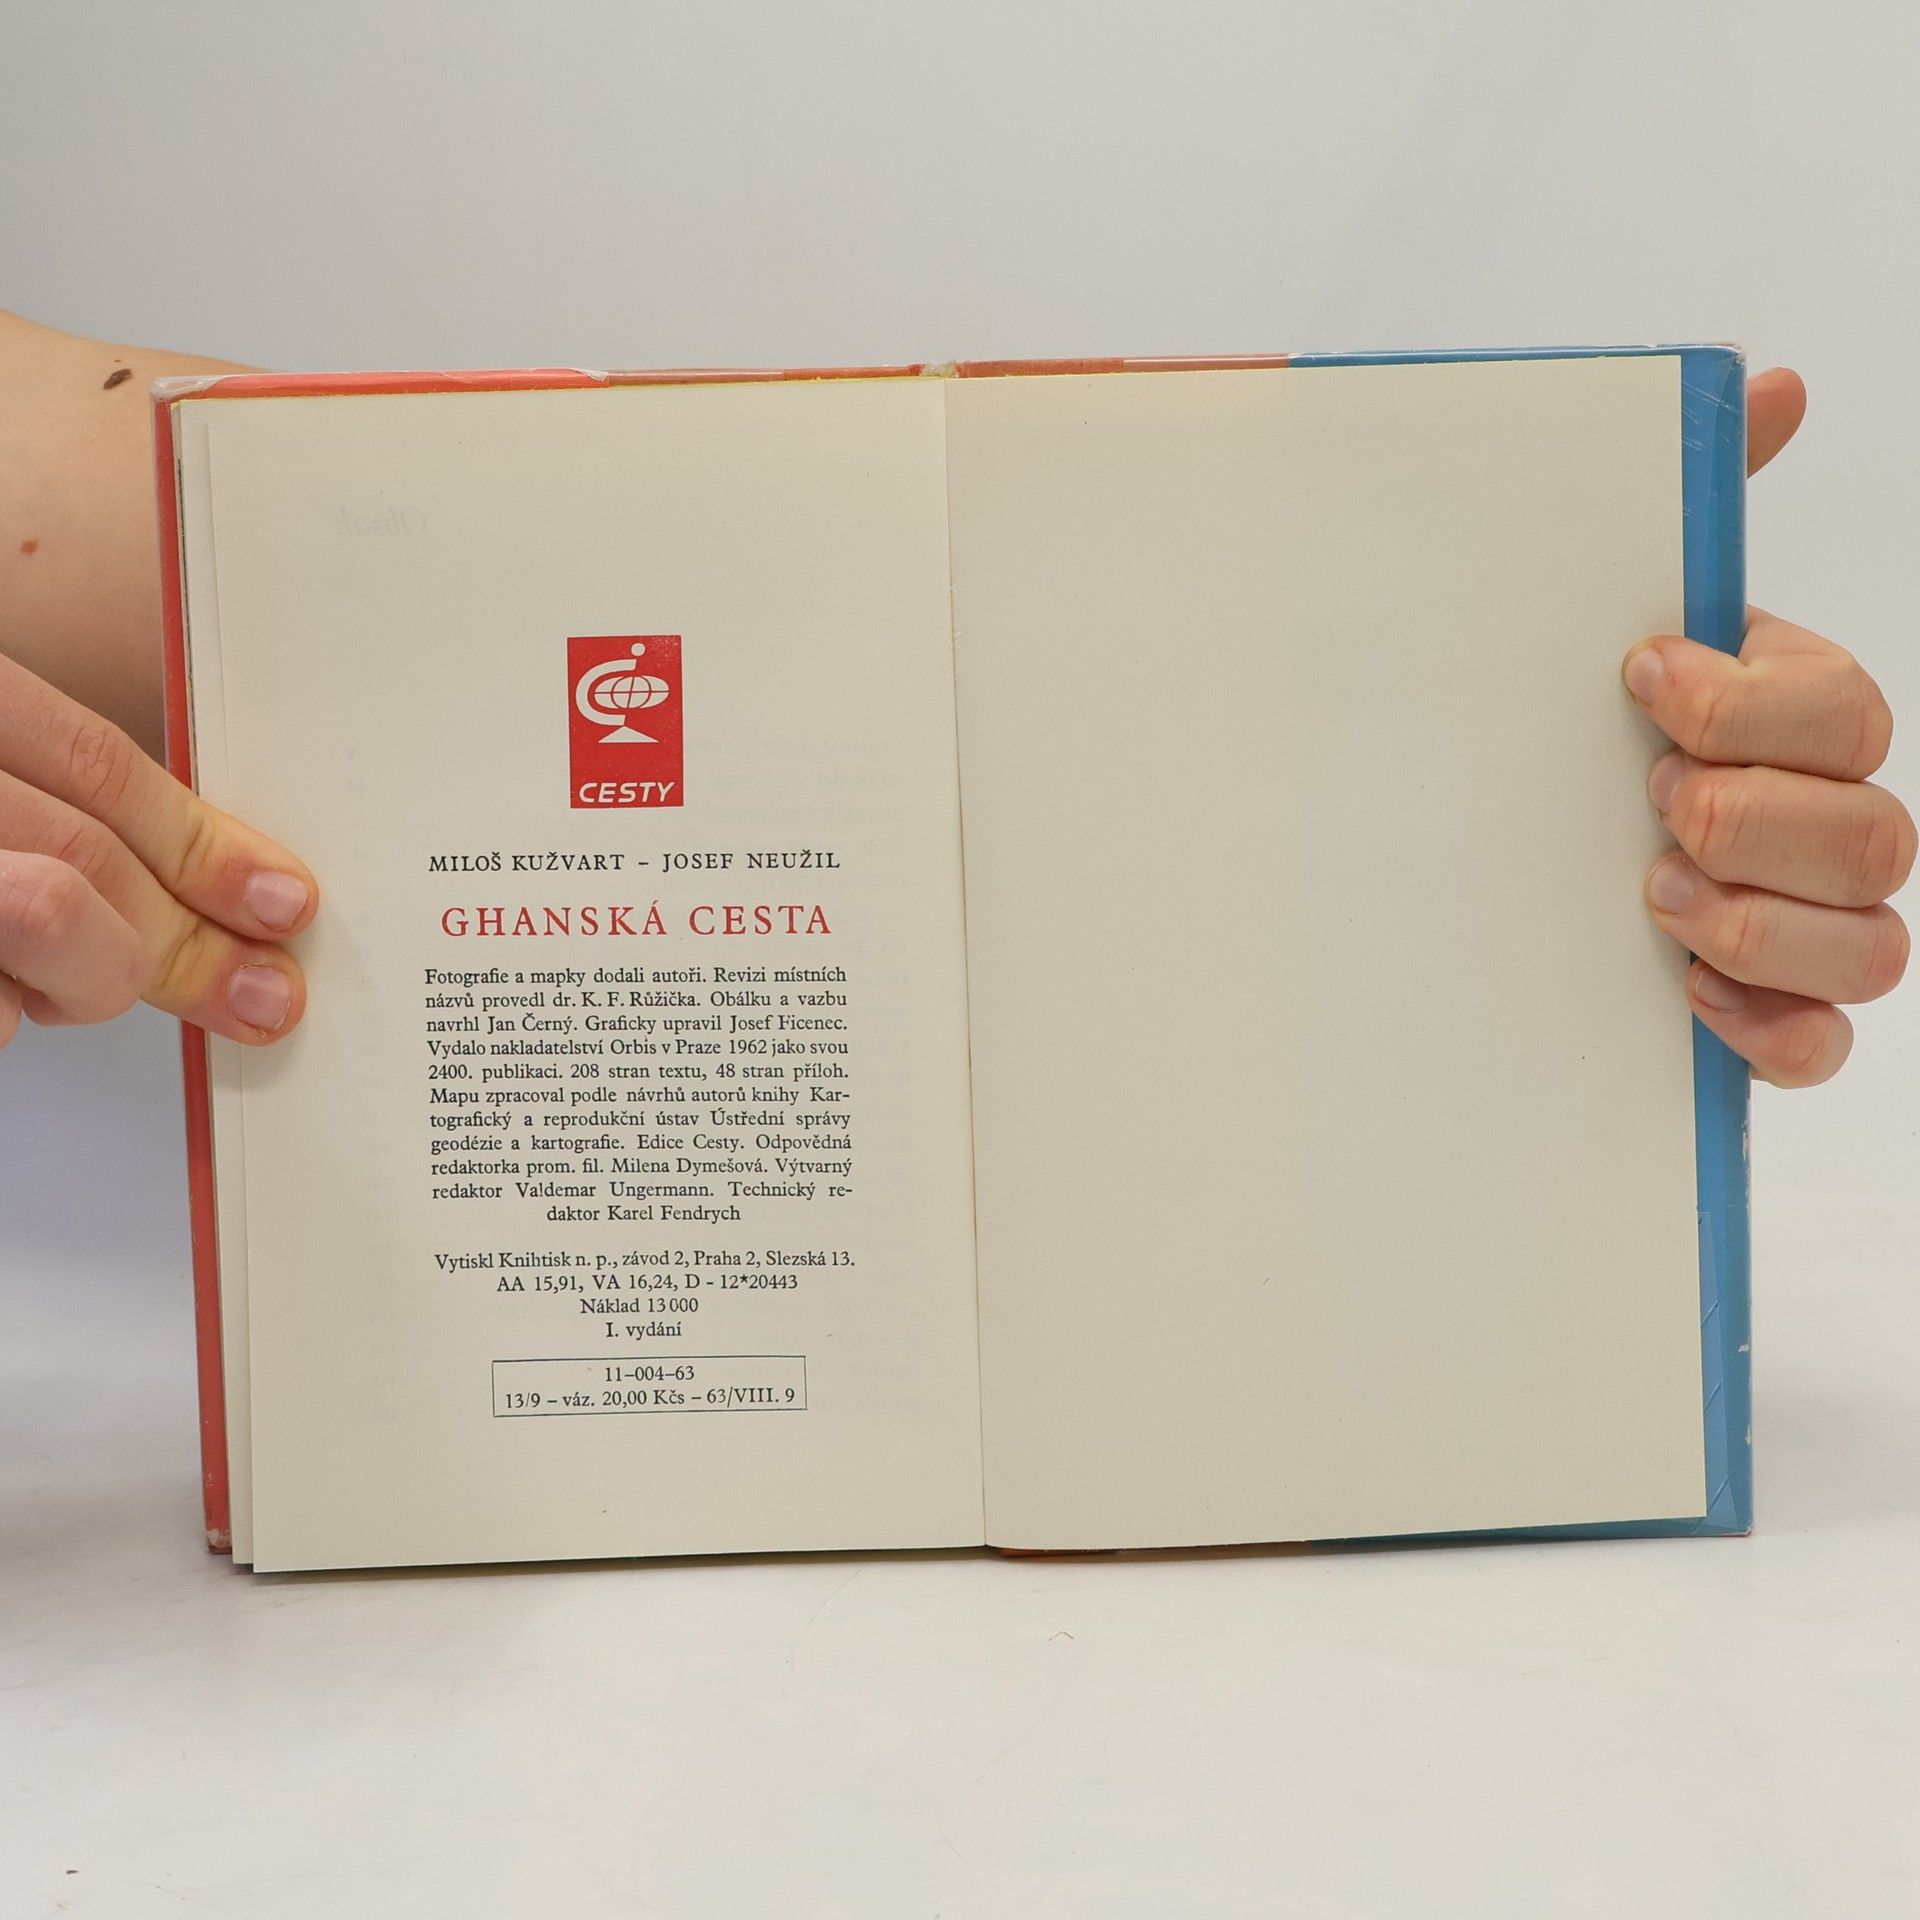 Obsah
CESTY
MILOŠ KUŽVART – JOSEF NEUŽIL
GHANSKÁ CESTA
Fotografie a mapky dodali autoři. Revizi místních
názvů provedl dr. K. F. Růžička. Obálku a vazbu
navrhl Jan Černý. Graficky upravil Josef Ficenec.
Vydalo nakladatelství Orbis v Praze 1962 jako svou
2400. publikaci. 208 stran textu, 48 stran příloh.
Mapu zpracoval podle návrhů autorů knihy Kar-
tografický a reprodukční ústav Ústřední správy
geodézie a kartografie. Edice Cesty. Odpovědná
redaktorka prom. fil. Milena Dymešová. Výtvarný
redaktor Valdemar Ungermann. Technický re-
daktor Karel Fendrych
Vytiskl Knihtisk n. p., závod 2, Praha 2, Slezská 13.
AA 15,91, VA 16,24, D - 12*20443
Náklad 13 000
I. vydání
11–004–63
13/9 – váz. 20,00 Kčs – 63/VIII. 9